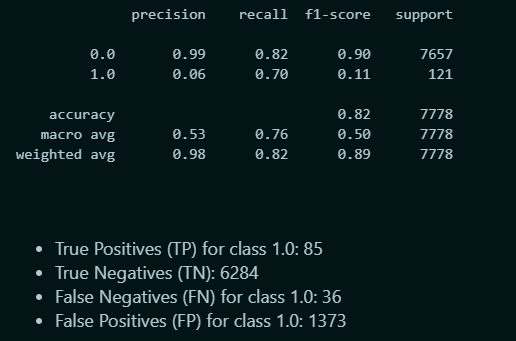 precision recall f1-score support
0.0 0.99 0.82 0.90 7657
1.0 0.06 0.70 0.11 121
accuracy 0.82 7778
macro avg 0.53 0.76 0.50 7778
weighted avg 0.98 0.82 0.89 7778
• True Positives (TP) for class 1.0: 85
• True Negatives (TN): 6284
• False Negatives (FN) for class 1.0: 36
• False Positives (FP) for class 1.0: 1373